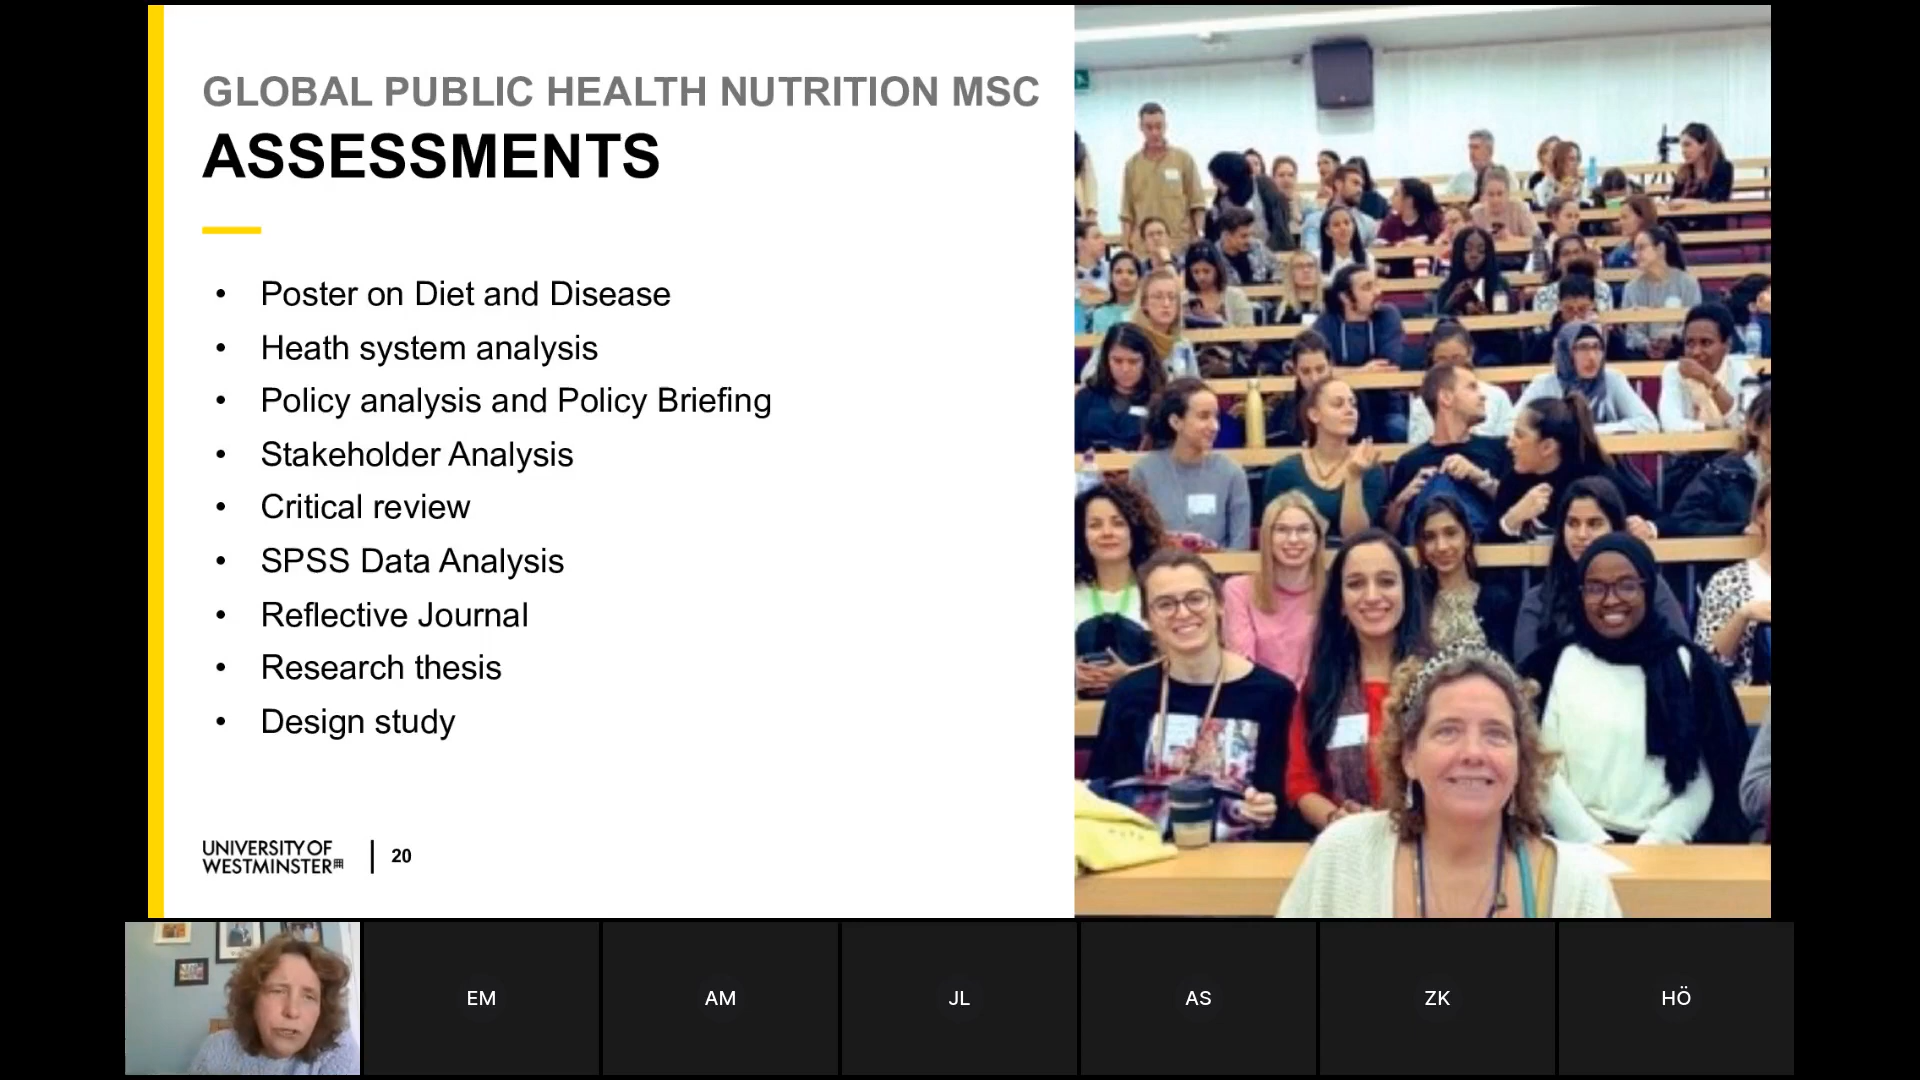 GLOBAL PUBLIC HEALTH NUTRITION MSC
ASSESSMENTS
• Poster on Diet and Disease
• Heath system analysis
• Policy analysis and Policy Briefing
• Stakeholder Analysis
• Critical review
• SPSS Data Analysis
• Reflective Journal
• Research thesis
• Design study
UNIVERSITY OF
WESTMINSTER
20
EM
AM
JL
AS
ZK
HÖ